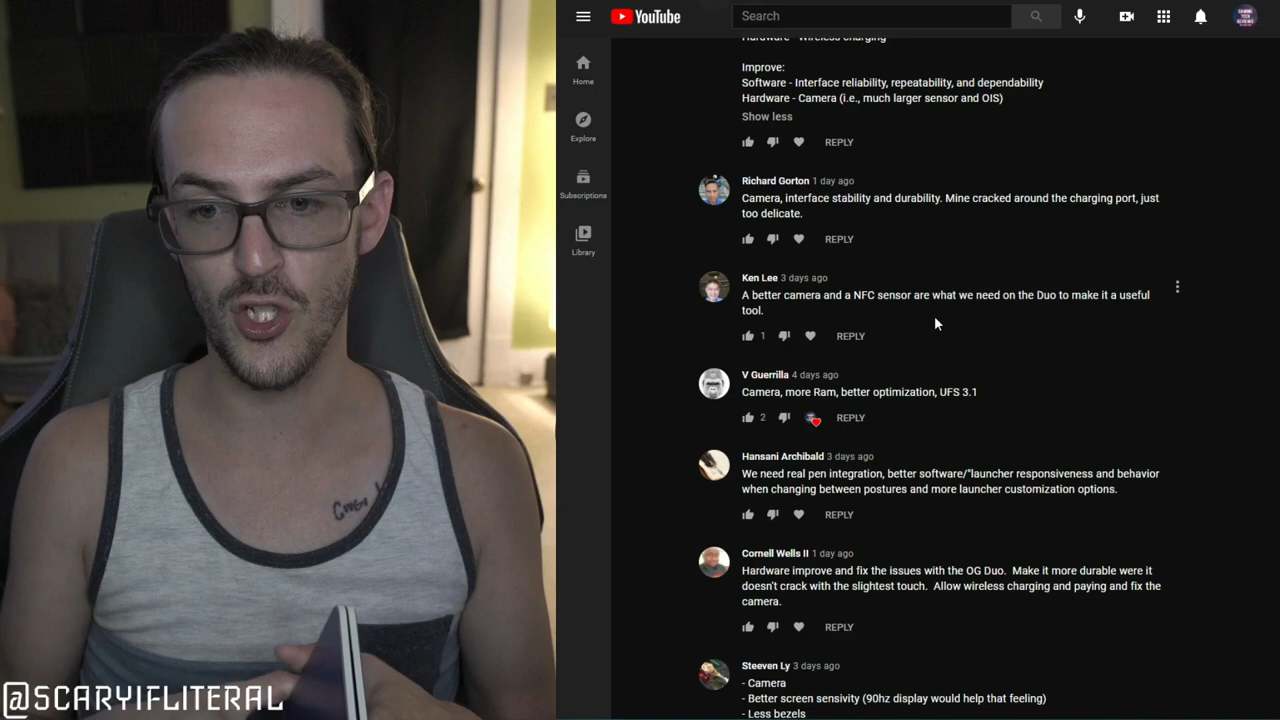 YouTube
Search
Home
Explore
Subscriptions
Library
Hardware - Wireless charging
Improve:
Software - Interface reliability, repeatability, and dependability
Hardware - Camera (i.e., much larger sensor and OIS)
Show less
REPLY
Richard Gorton 1 day ago
Camera, interface stability and durability. Mine cracked around the charging port, just
too delicate.
REPLY
Ken Lee 3 days ago
A better camera and a NFC sensor are what we need on the Duo to make it a useful
tool.
1 REPLY
V Guerrilla 4 days ago
Camera, more Ram, better optimization, UFS 3.1
2 REPLY
Hansani Archibald 3 days ago
We need real pen integration, better software/"launcher responsiveness and behavior
when changing between postures and more launcher customization options.
REPLY
Cornell Wells II 1 day ago
Hardware improve and fix the issues with the OG Duo.  Make it more durable were it
doesn't crack with the slightest touch.  Allow wireless charging and paying and fix the
camera.
REPLY
Steeven Ly 3 days ago
- Camera
- Better screen sensivity (90hz display would help that feeling)
- Less bezels
@SCARYIFLITERAL